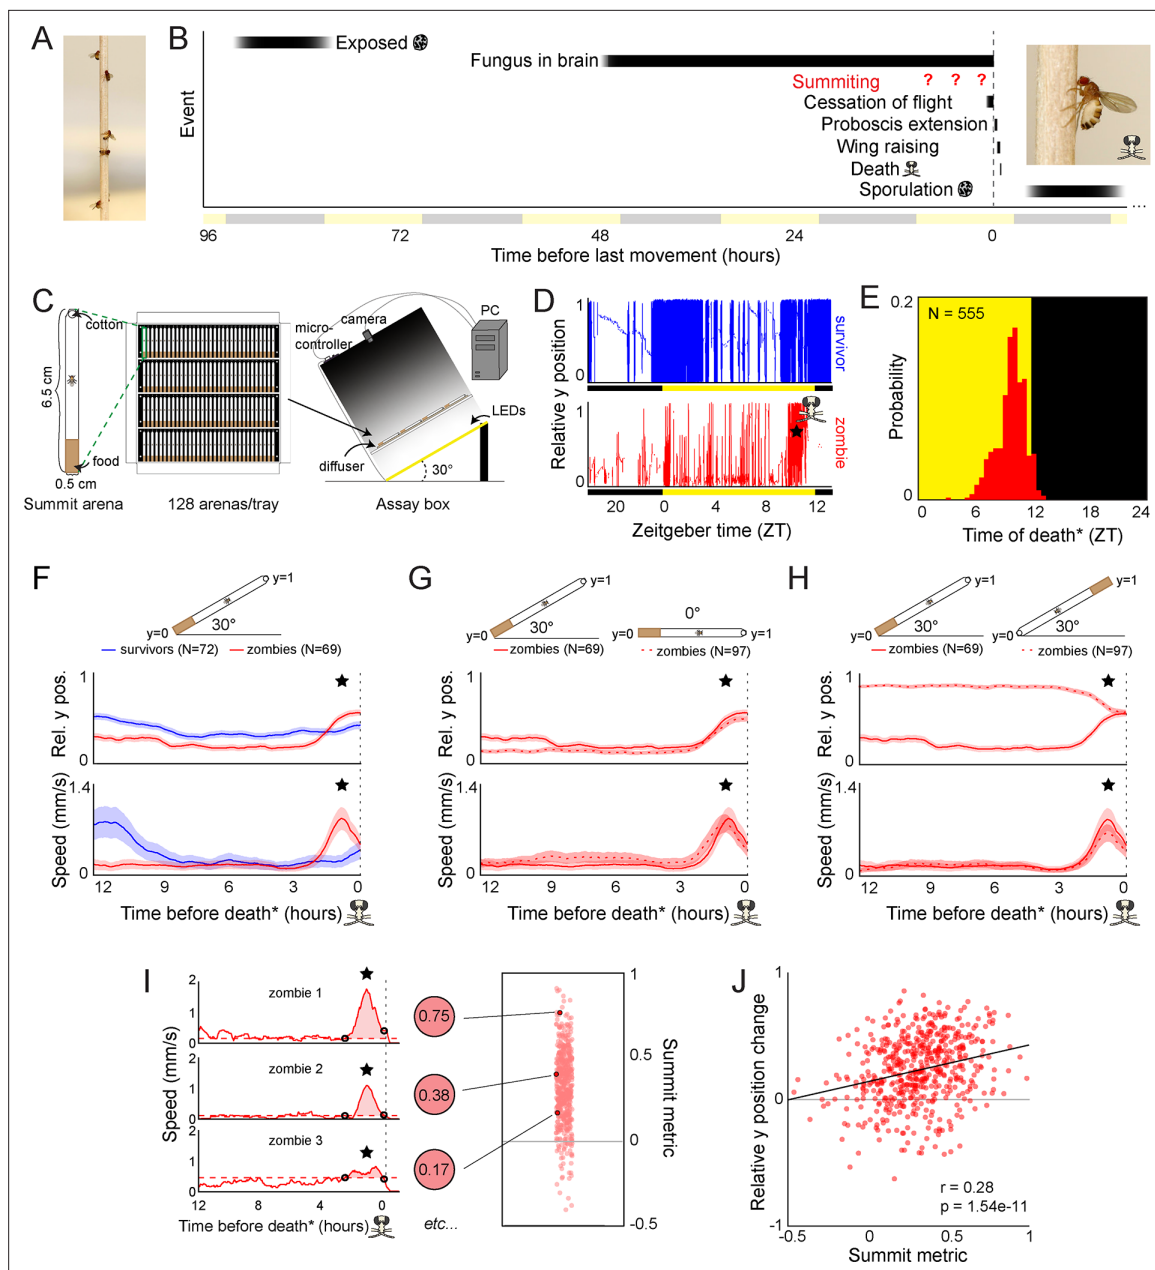 A
B
Exposed
Fungus in brain
Summiting ? ? ?
Cessation of flight
Proboscis extension
Wing raising
Death
Sporulation
...
Event
96 72 48 24 0
Time before last movement (hours)
C
cotton
6.5 cm
food
0.5 cm
Summit arena
128 arenas/tray
micro-
controller
camera
PC
LEDs
diffuser
30°
Assay box
D
Relative y position
1
0
survivor
1
0
zombie
20 0 4 8 12
Zeitgeber time (ZT)
E
0.2
N = 555
Probability
0
0 6 12 18 24
Time of death* (ZT)
F
y=1
y=0
30°
survivors (N=72) zombies (N=69)
1
Rel. y pos.
0
1.4
Speed (mm/s)
0
12 9 6 3 0
Time before death* (hours)
G
y=1
y=0
30°
0°
y=0 y=1
zombies (N=69) zombies (N=97)
1
Rel. y pos.
0
1.4
Speed (mm/s)
0
12 9 6 3 0
Time before death* (hours)
H
y=1 y=1
y=0 y=0
30° 30°
zombies (N=69) zombies (N=97)
1
Rel. y pos.
0
1.4
Speed (mm/s)
0
12 9 6 3 0
Time before death* (hours)
I
2
1
0
zombie 1
0.75
2
1
0
zombie 2
0.38
2
1
0
zombie 3
0.17
Speed (mm/s)
12 8 4 0
Time before death* (hours)
etc...
1
0.5
0
-0.5
Summit metric
J
1
0
-1
Relative y position change
r = 0.28
p = 1.54e-11
-0.5 0 0.5 1
Summit metric